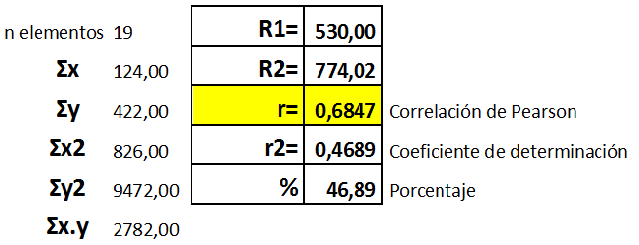 n elementos 19 R1= 530,00
Σx 124,00 R2= 774,02
Σy 422,00 r= 0,6847 Correlación de Pearson
Σx2 826,00 r2= 0,4689 Coeficiente de determinación
Σy2 9472,00 % 46,89 Porcentaje
Σx.y 2782,00